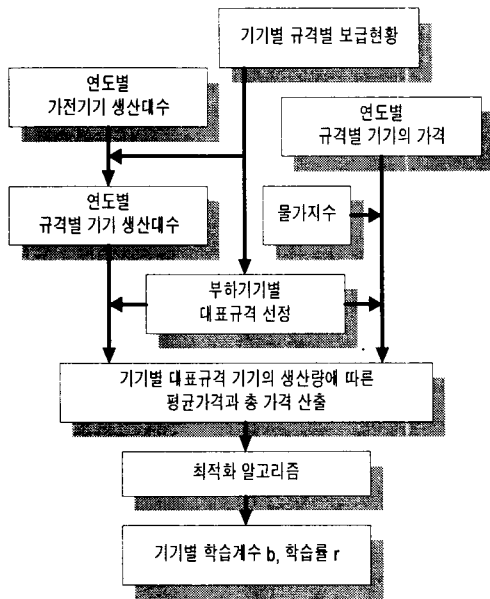 기기별 규격별 보급현황
연도별
가전기기 생산대수
연도별
규격별 기기의 가격
연도별
규격별 기기 생산대수
물가지수
부하기기별
대표규격 선정
기기별 대표규격 기기의 생산량에 따른
평균가격과 총 가격 산출
최적화 알고리즘
기기별 학습계수 b, 학습률 r